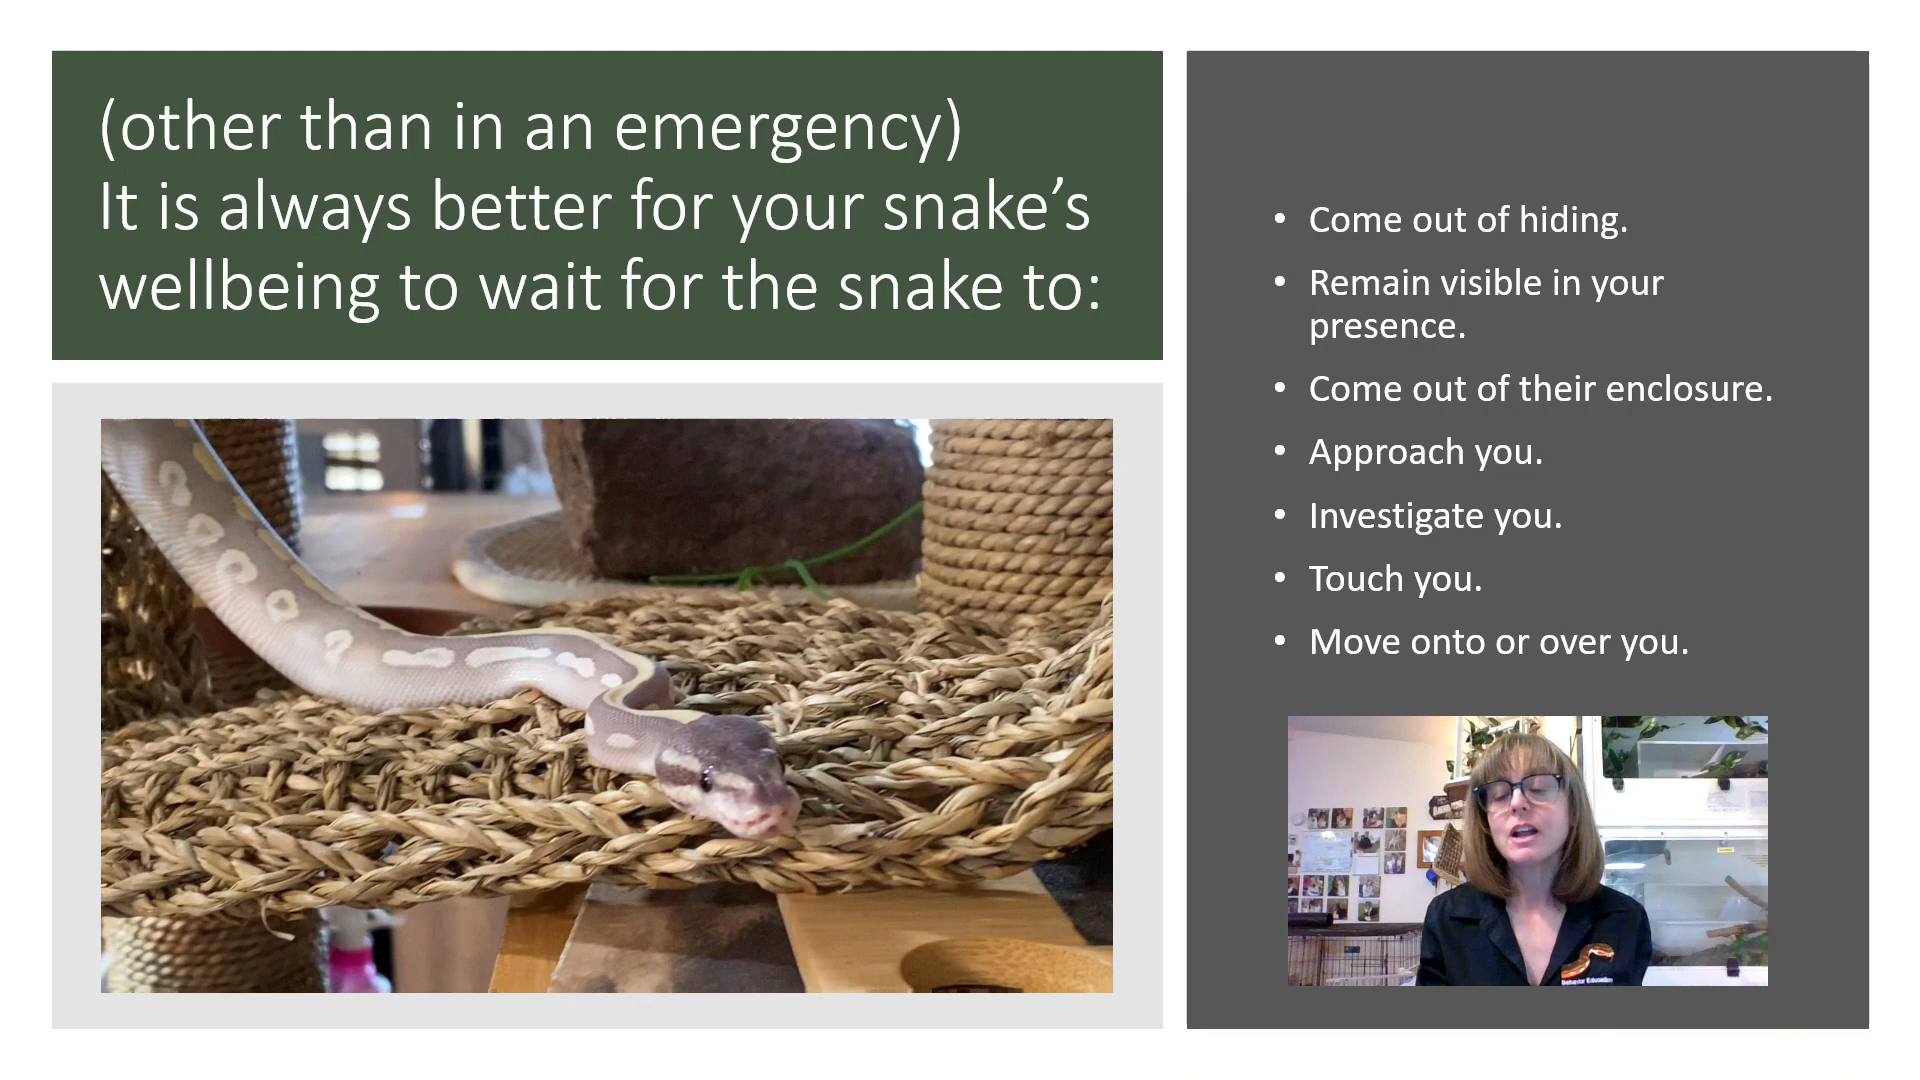 (other than in an emergency)
It is always better for your snake’s
wellbeing to wait for the snake to:
• Come out of hiding.
• Remain visible in your
presence.
• Come out of their enclosure.
• Approach you.
• Investigate you.
• Touch you.
• Move onto or over you.
Behavior Education